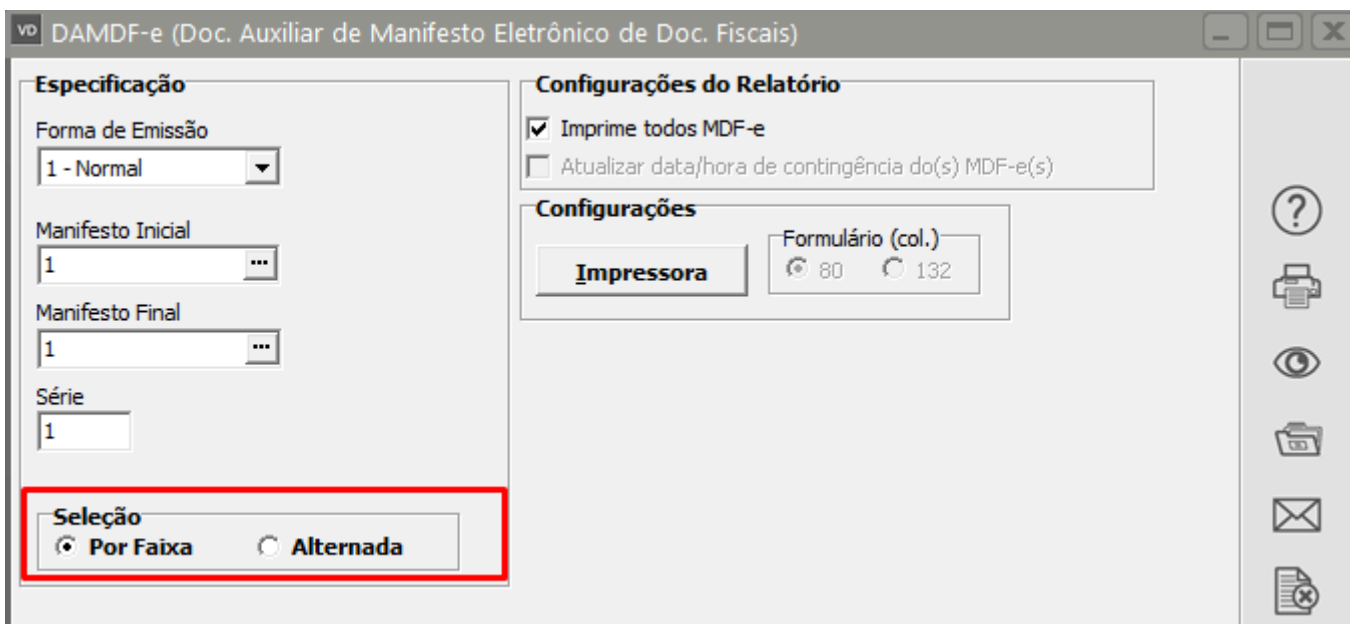 VD DAMDF-e (Doc. Auxiliar de Manifesto Eletrônico de Doc. Fiscais)
Especificação
Forma de Emissão
1 - Normal
Manifesto Inicial
1
...
Manifesto Final
1
...
Série
1
Seleção
Por Faixa Alternada
Configurações do Relatório
Imprime todos MDF-e
Atualizar data/hora de contingência do(s) MDF-e(s)
Configurações
Impressora
Formulário (col.)
80 132
?